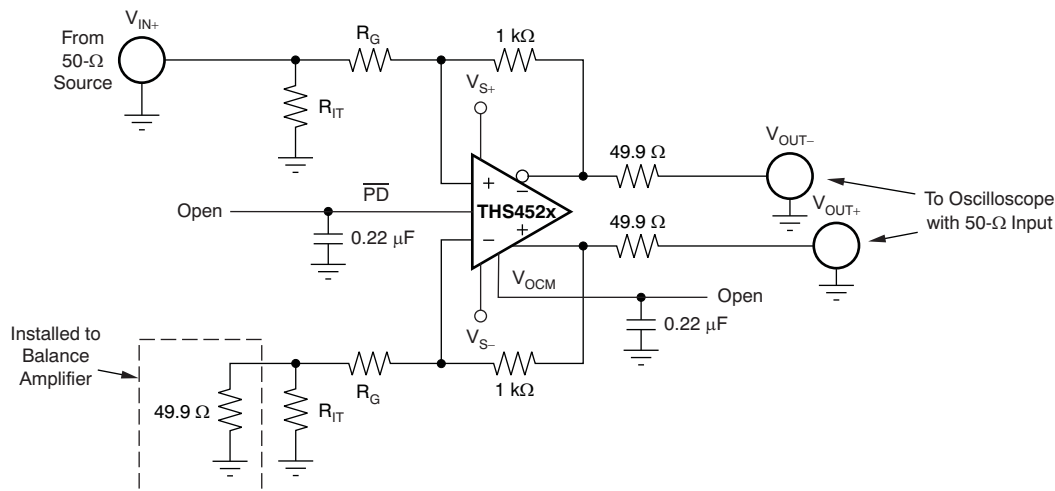 V_IN+
From
50-Ω
Source
R_G
1 kΩ
R_IT
V_S+
49.9 Ω
V_OUT−
PD
Open
+
−
THS452x
−
+
0.22 μF
49.9 Ω
V_OUT+
To Oscilloscope
with 50-Ω Input
V_OCM
Open
0.22 μF
V_S−
Installed to
Balance
Amplifier
49.9 Ω
R_IT
R_G
1 kΩ